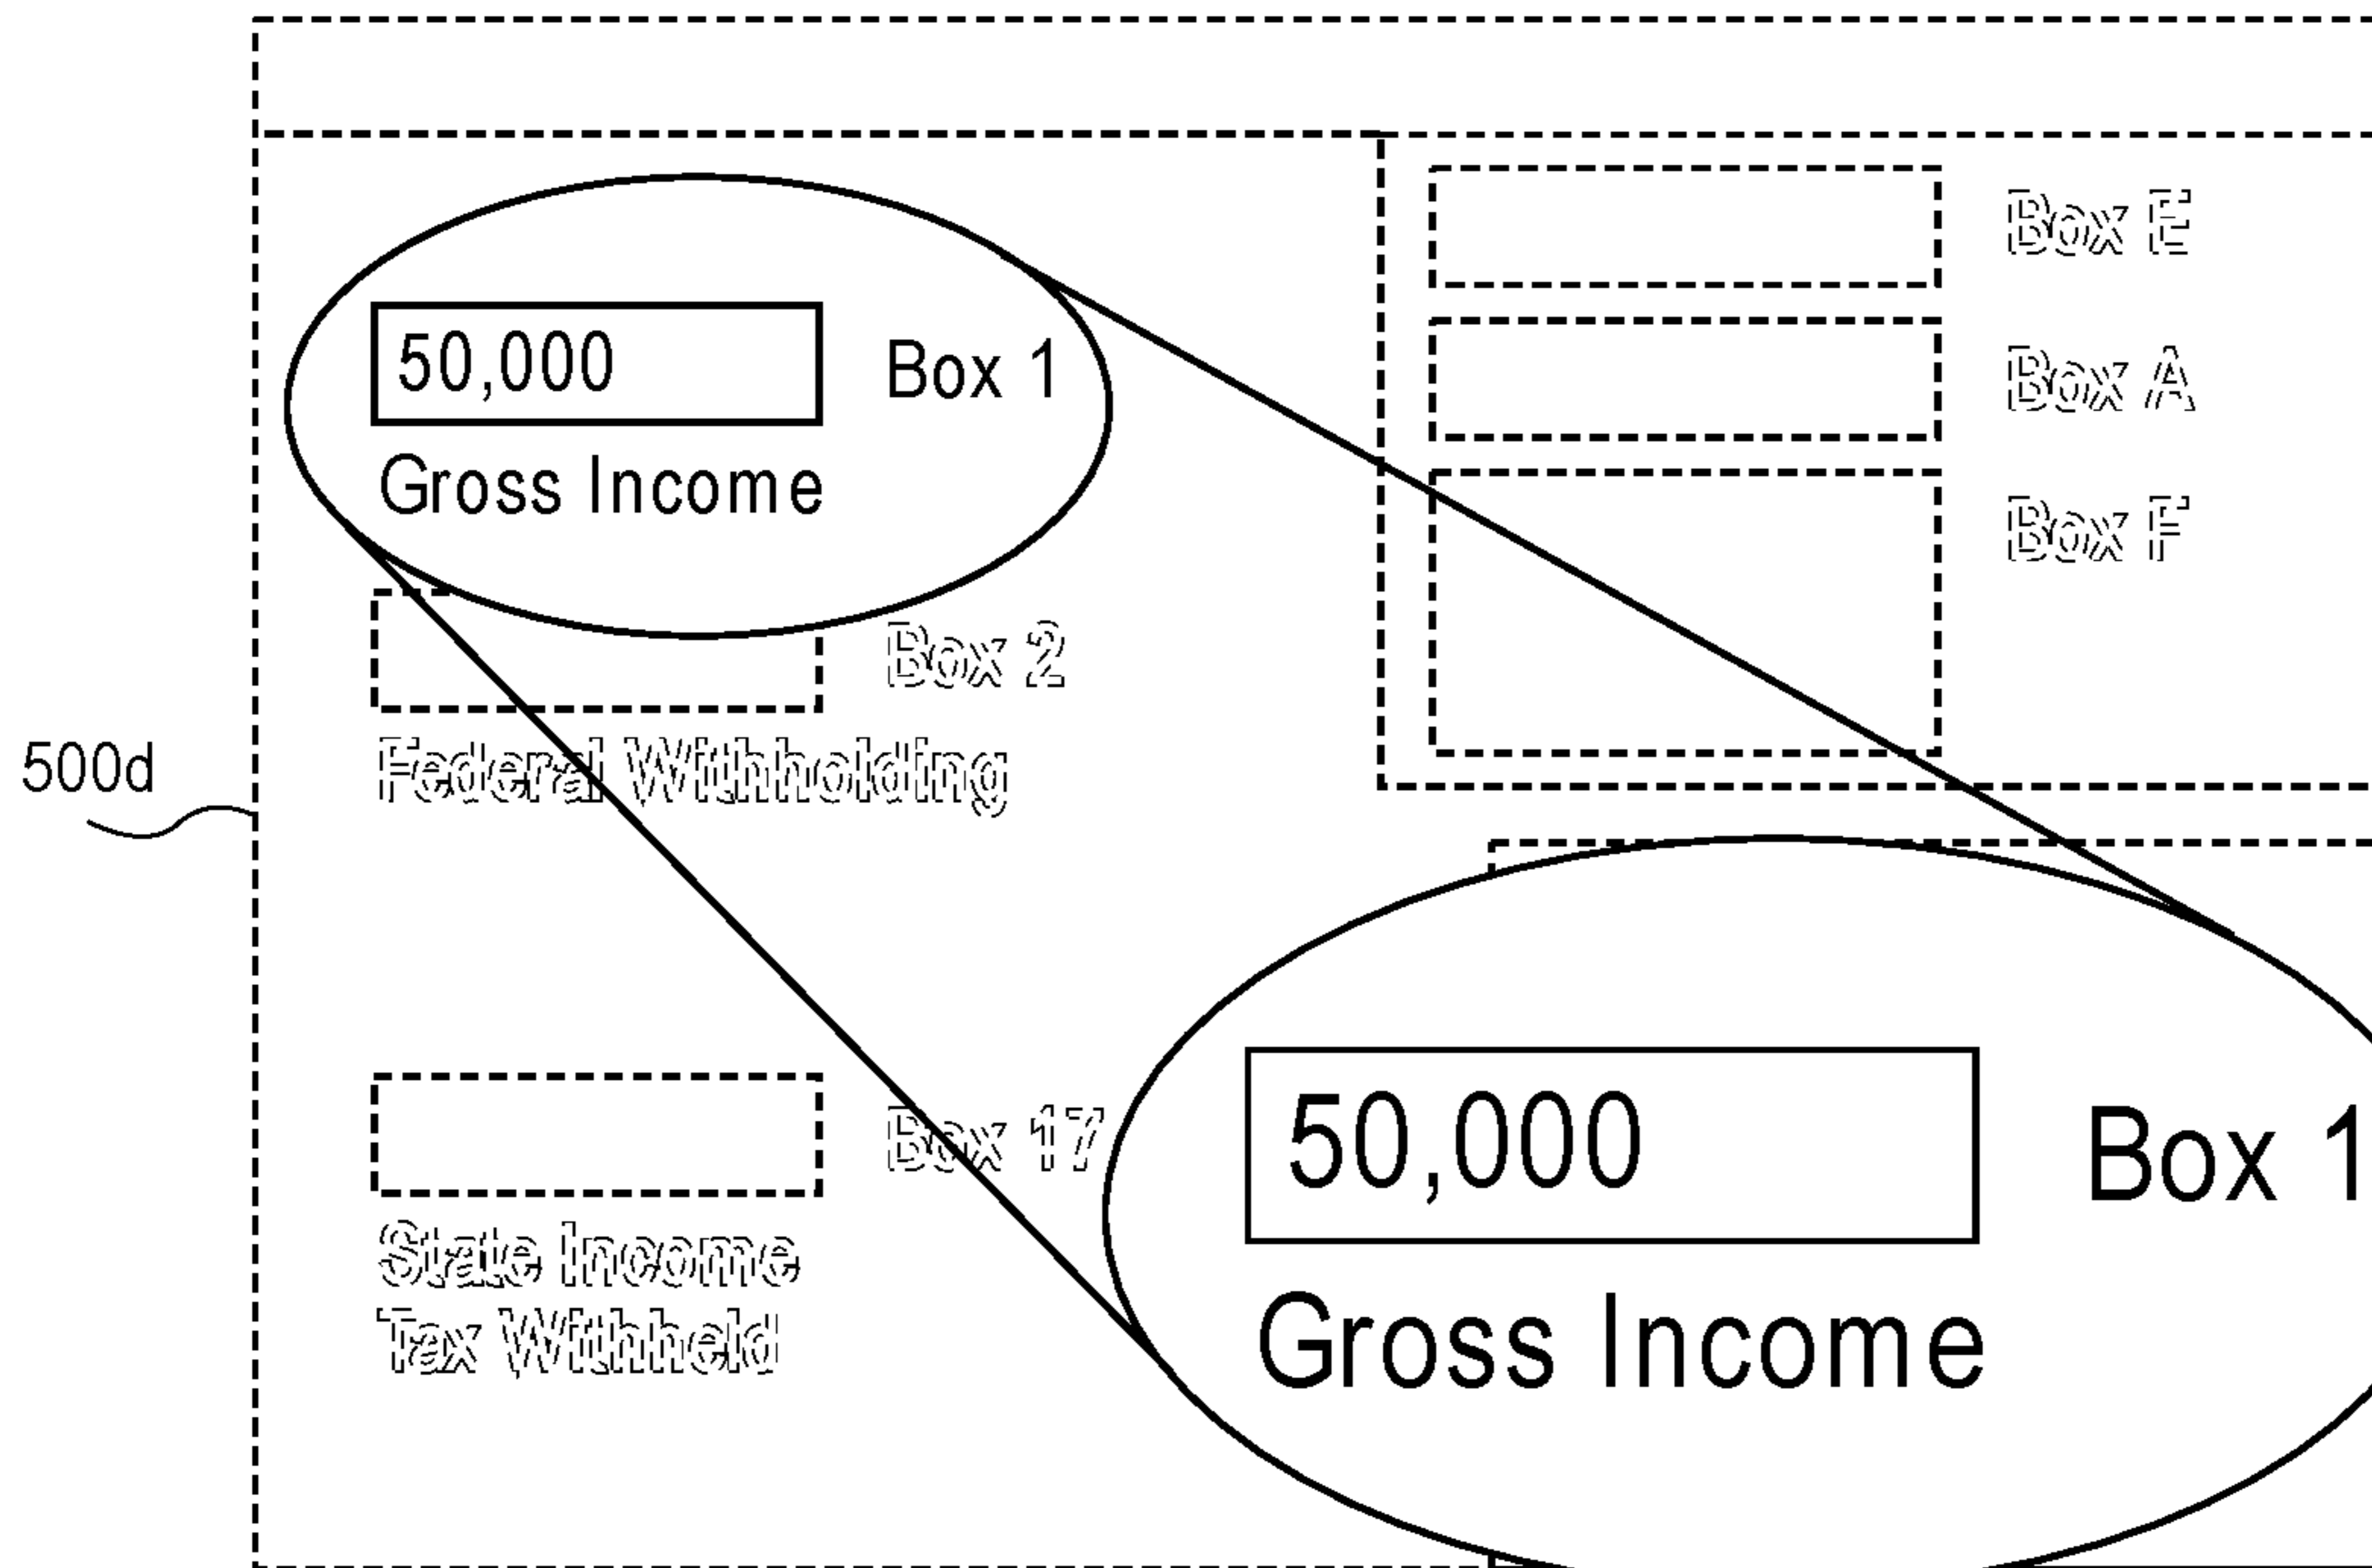 50,000 Box 1
Gross Income
Box 2
Federal Withholding
500d
Box 17
State Income
Tax Withheld
Box E
Box A
Box F
50,000 Box 1
Gross Income